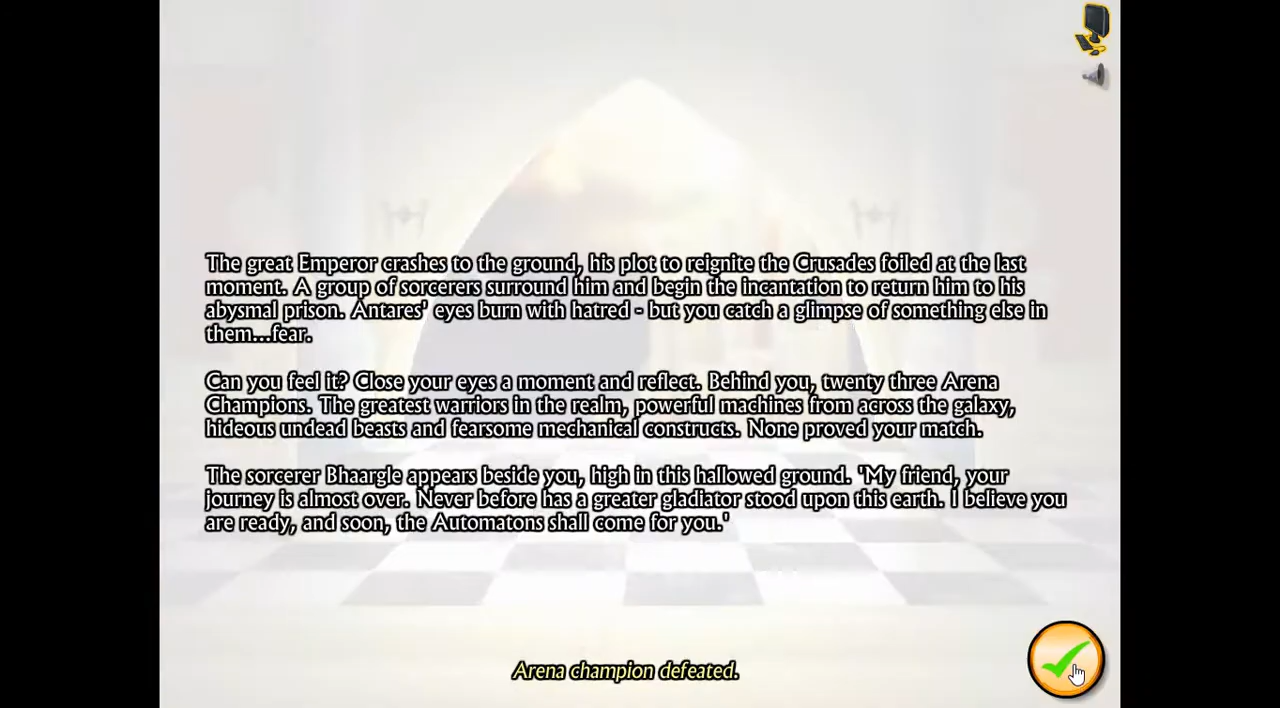 The great Emperor crashes to the ground, his plot to reignite the Crusades foiled at the last
moment. A group of sorcerers surround him and begin the incantation to return him to his
abysmal prison. Antares' eyes burn with hatred - but you catch a glimpse of something else in
them...fear.
Can you feel it? Close your eyes a moment and reflect. Behind you, twenty three Arena
Champions. The greatest warriors in the realm, powerful machines from across the galaxy,
hideous undead beasts and fearsome mechanical constructs. None proved your match.
The sorcerer Bhaargle appears beside you, high in this hallowed ground. 'My friend, your
journey is almost over. Never before has a greater gladiator stood upon this earth. I believe you
are ready, and soon, the Automatons shall come for you.'
Arena champion defeated.